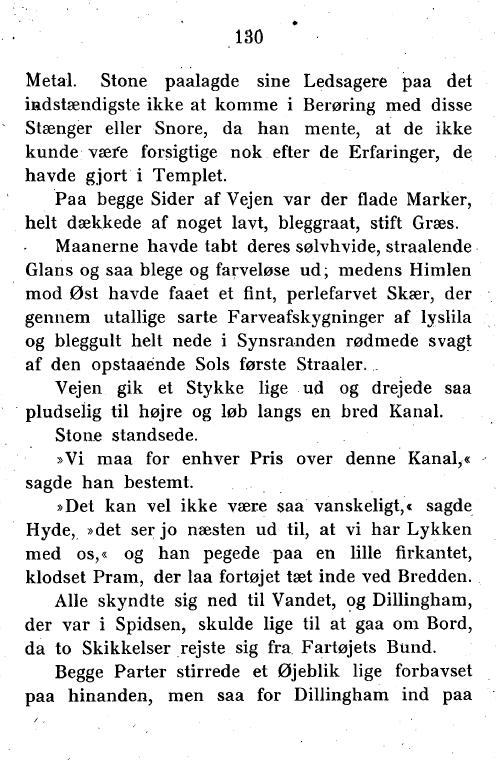 130
Metal. Stone paalagde sine Ledsagere paa det
indstændigste ikke at komme i Berøring med disse
Stænger eller Snore, da han mente, at de ikke
kunde være forsigtige nok efter de Erfaringer, de
havde gjort i Templet.
Paa begge Sider af Vejen var der flade Marker,
helt dækkede af noget lavt, bleggraat, stift Græs.
Maanerne havde tabt deres sølvhvide, straalende
Glans og saa blege og farveløse ud; medens Himlen
mod Øst havde faaet et fint, perlefarvet Skær, der
gennem utallige sarte Farveafskygninger af lyslila
og bleggult helt nede i Synsranden rødmede svagt
af den opstaaende Sols første Straaler.
Vejen gik et Stykke lige ud og drejede saa
pludselig til højre og løb langs en bred Kanal.
Stone standsede.
»Vi maa for enhver Pris over denne Kanal,«
sagde han bestemt.
»Det kan vel ikke være saa vanskeligt,« sagde
Hyde, »det ser jo næsten ud til, at vi har Lykken
med os,« og han pegede paa en lille firkantet,
klodset Pram, der laa fortøjet tæt inde ved Bredden.
Alle skyndte sig ned til Vandet, og Dillingham,
der var i Spidsen, skulde lige til at gaa om Bord,
da to Skikkelser rejste sig fra Fartøjets Bund.
Begge Parter stirrede et Øjeblik lige forbavset
paa hinanden, men saa for Dillingham ind paa